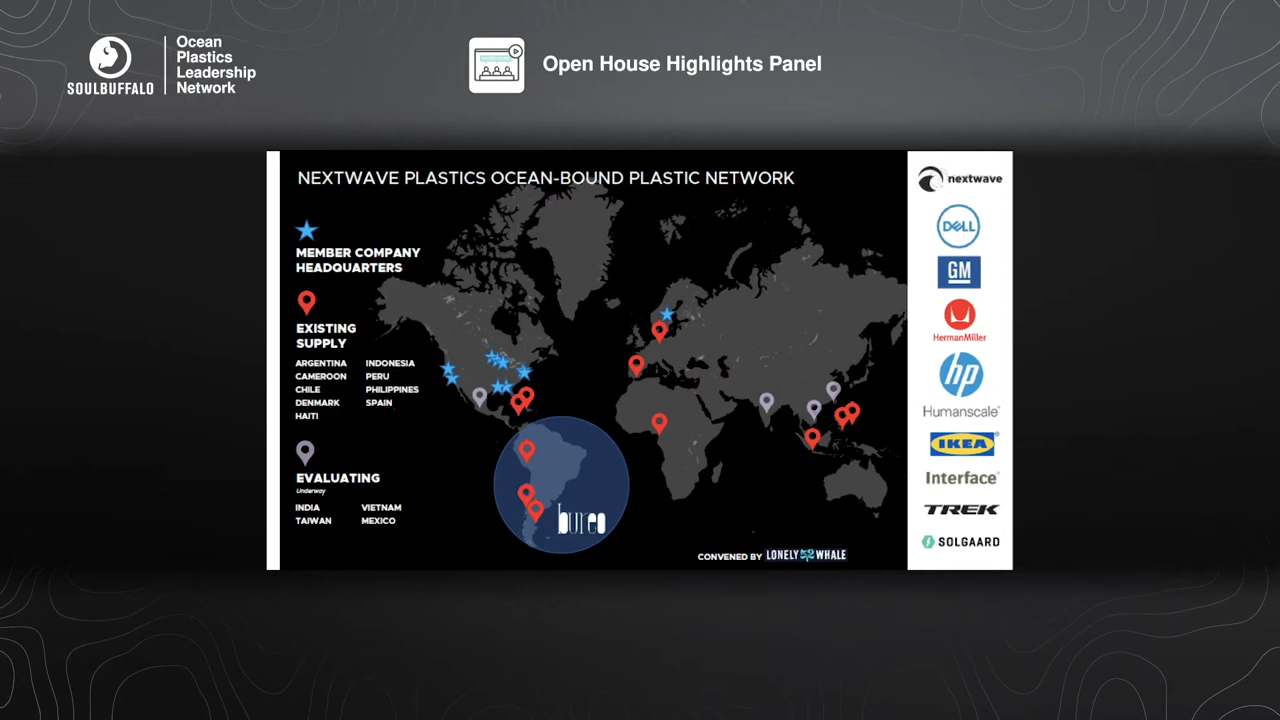 SOULBUFFALO
Ocean
Plastics
Leadership
Network
Open House Highlights Panel
NEXTWAVE PLASTICS OCEAN-BOUND PLASTIC NETWORK
MEMBER COMPANY
HEADQUARTERS
EXISTING
SUPPLY
ARGENTINA INDONESIA
CAMEROON PERU
CHILE PHILIPPINES
DENMARK SPAIN
HAITI
EVALUATING
Underway
INDIA VIETNAM
TAIWAN MEXICO
bureo
CONVENED BY LONELY WHALE
nextwave
DELL
GM
HermanMiller
hp
Humanscale
IKEA
Interface
TREK
SOLGAARD